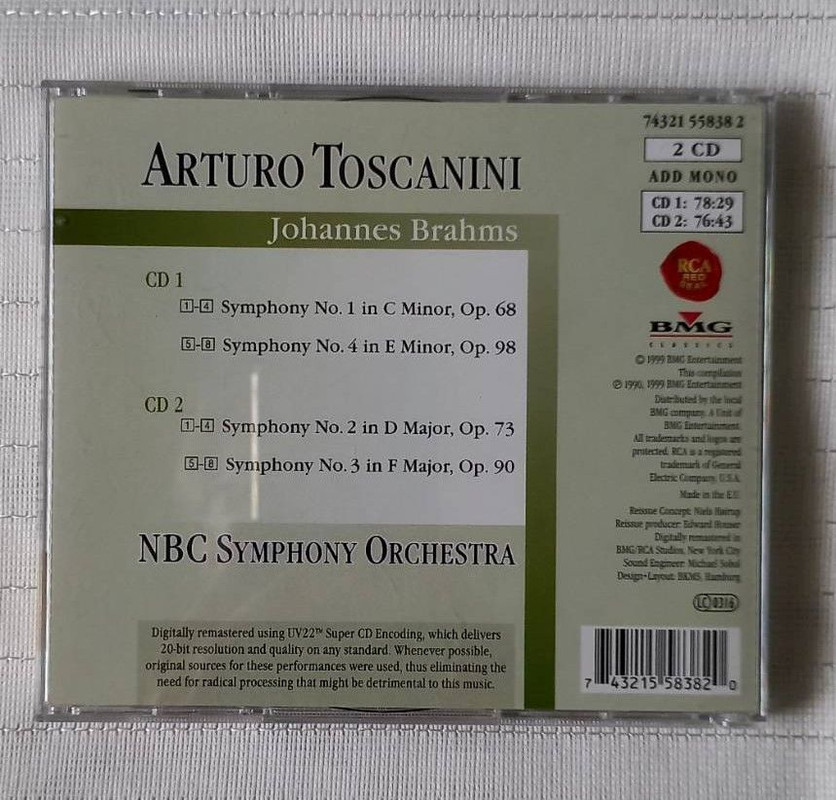 74321 55838 2
2 CD
ADD MONO
CD 1: 78:29
CD 2: 76:43
ARTURO TOSCANINI
Johannes Brahms
CD 1
1-4 Symphony No. 1 in C Minor, Op. 68
5-8 Symphony No. 4 in E Minor, Op. 98
CD 2
1-4 Symphony No. 2 in D Major, Op. 73
5-8 Symphony No. 3 in F Major, Op. 90
NBC SYMPHONY ORCHESTRA
Digitally remastered using UV22™ Super CD Encoding, which delivers
20-bit resolution and quality on any standard. Whenever possible,
original sources for these performances were used, thus eliminating the
need for radical processing that might be detrimental to this music.
RCA
RED
SEAL
BMG
CLASSICS
© 1999 BMG Entertainment
This compilation
℗ 1990, 1999 BMG Entertainment
Distributed by the local
BMG company. A Unit of
BMG Entertainment.
All trademarks and logos are
protected. RCA is a registered
trademark of General
Electric Company, U.S.A.
Made in the E.U.
Reissue Concept: Niels
Reissue producer: Edward
Digitally remastered in
BMG/RCA Studios, New York City
Sound Engineer: Michael
Design+Layout: BKMS, Hamburg
LC 0316
7 43215 58382 0